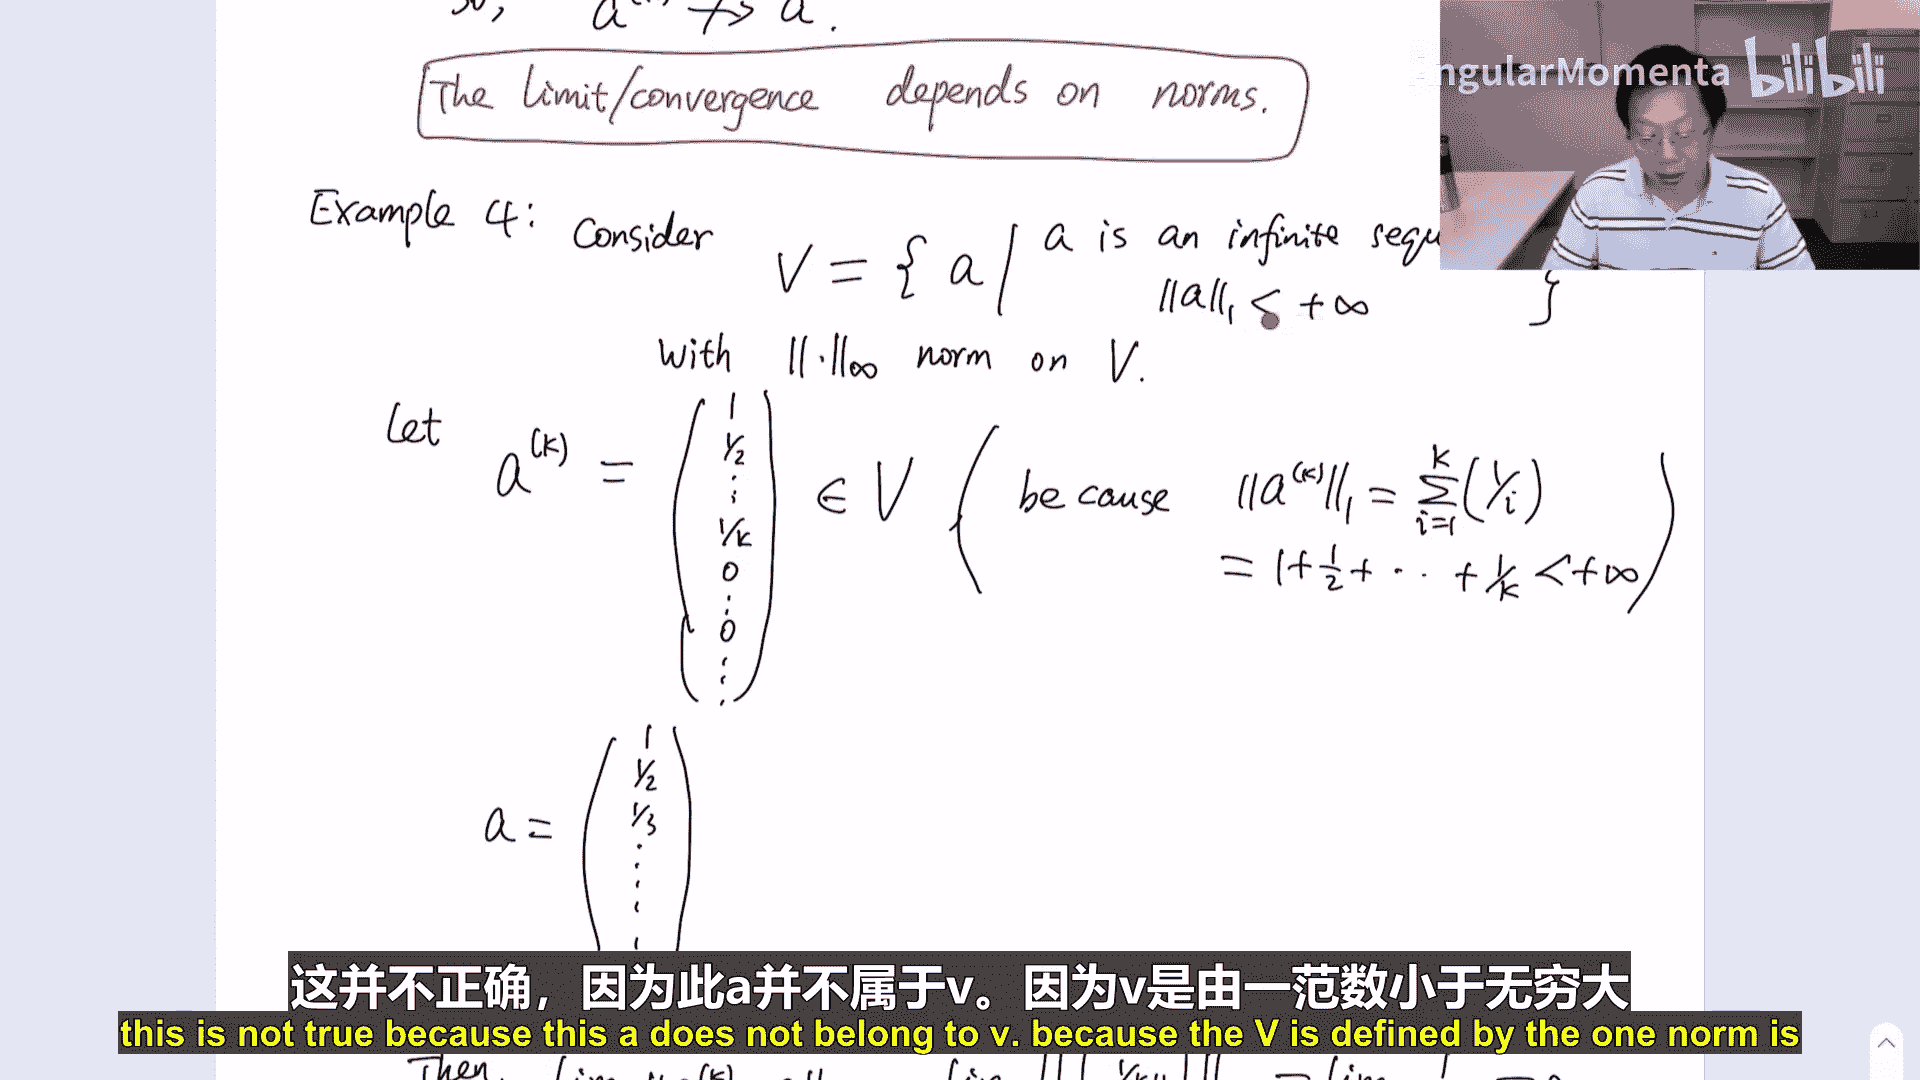 so, a^(k) ↛ a.
The limit/convergence depends on norms.
ngularMomenta bilibili
Example 4: Consider V = { a | a is an infinite sequ
‖a‖₁ < +∞ }
with ‖·‖∞ norm on V.
Let a^(k) = (1 1/2 ⋮ 1/k 0 ⋮ 0 ⋮) ∈ V (because ‖a^(k)‖₁ = Σ_{i=1}^{k} (1/i)
= 1 + 1/2 + ··· + 1/k < +∞)
a = (1 1/2 1/3 ⋮
这并不正确，因为此a并不属于v。因为v是由一范数小于无穷大
this is not true because this a does not belong to v. because the V is defined by the one norm is
Then